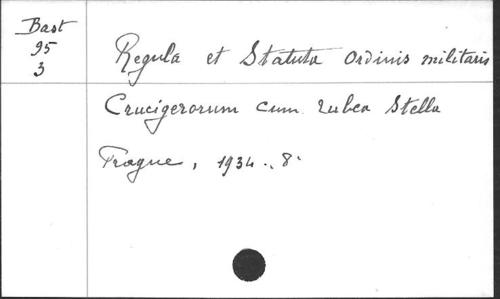 Bast
95
3
Regula et Statuta Ordinis militaris
Crucigerorum cum rubea Stella
Prague, 1934.. 8°